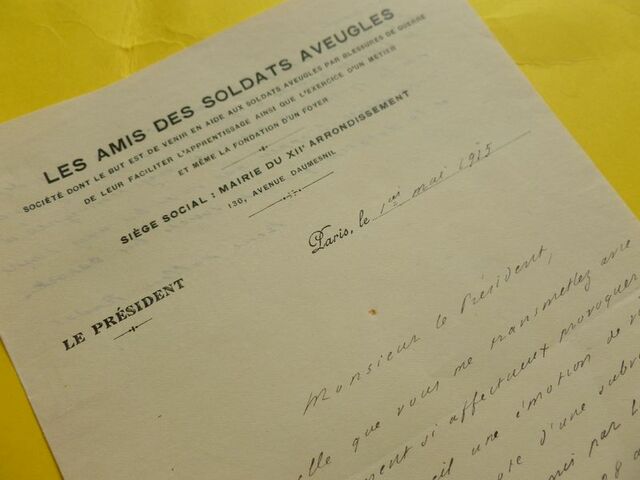 LES AMIS DES SOLDATS AVEUGLES
SOCIÉTÉ DONT LE BUT EST DE VENIR EN AIDE AUX SOLDATS AVEUGLES PAR BLESSURES DE GUERRE
DE LEUR FACILITER L'APPRENTISSAGE AINSI QUE L'EXERCICE D'UN MÉTIER
ET MÊME LA FONDATION D'UN FOYER
SIÈGE SOCIAL : MAIRIE DU XIIe ARRONDISSEMENT
130, AVENUE DAUMESNIL
Paris, le 1er mai 1915
LE PRÉSIDENT
Monsieur le Président,
elle que vous me transmettez avec
si affectueux provoquer
une émotion de
d'une
par